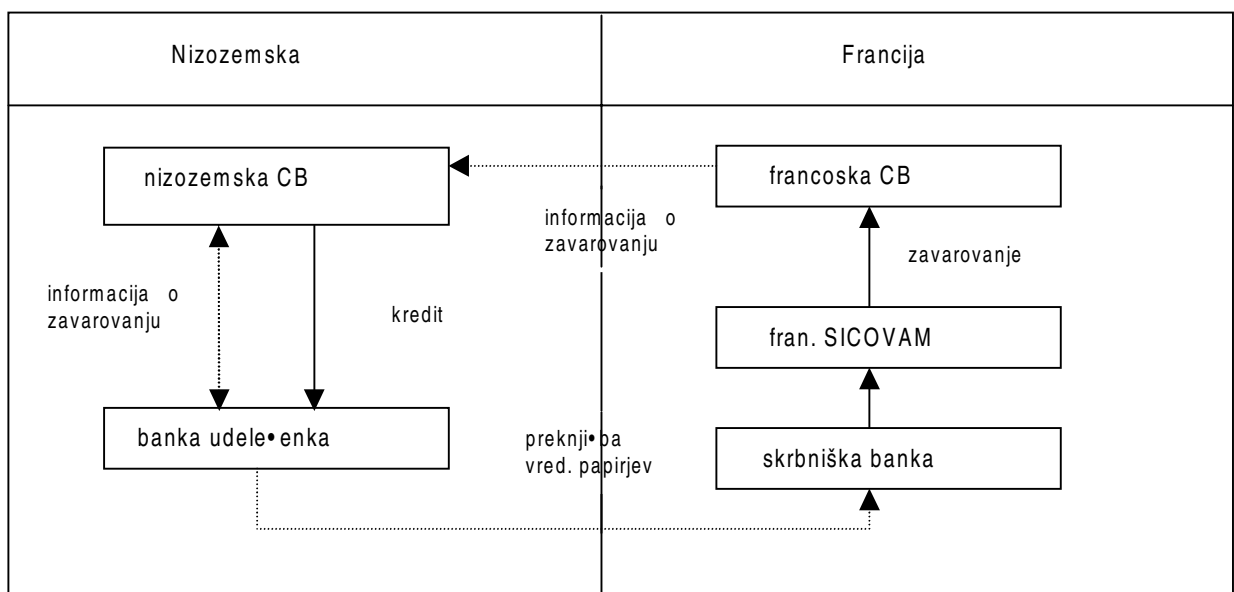 Nizozemska
Francija
nizozemska CB
francoska CB
informacija o
zavarovanju
zavarovanje
informacija o
zavarovanju
kredit
fran. SICOVAM
banka udele•enka
preknji•ba
vred. papirjev
skrbniška banka